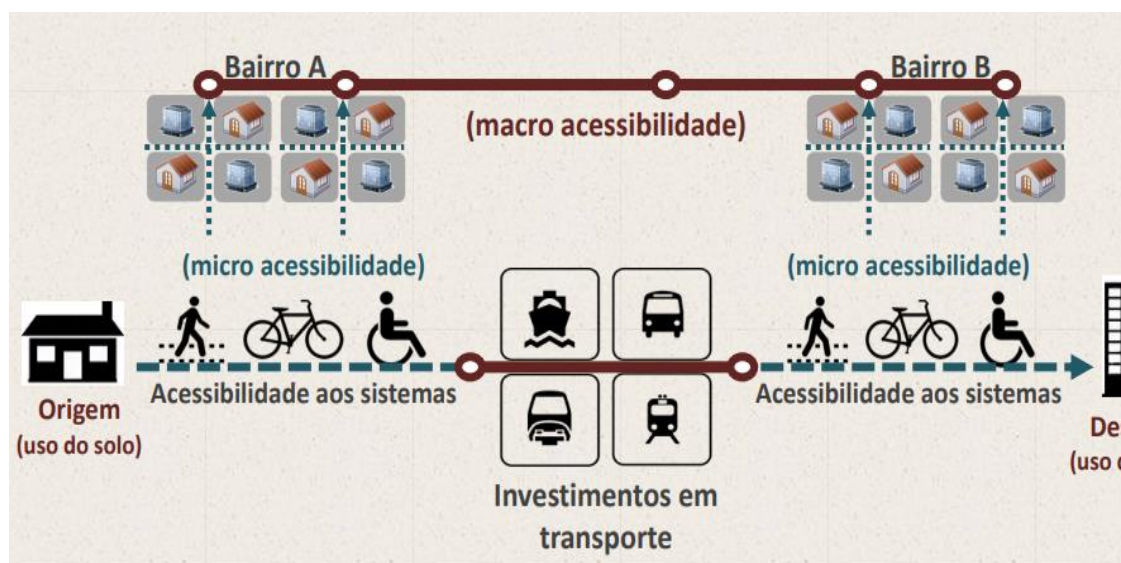 Bairro A
Bairro B
(macro acessibilidade)
(micro acessibilidade)
(micro acessibilidade)
Acessibilidade aos sistemas
Acessibilidade aos sistemas
Origem
(uso do solo)
Investimentos em
transporte